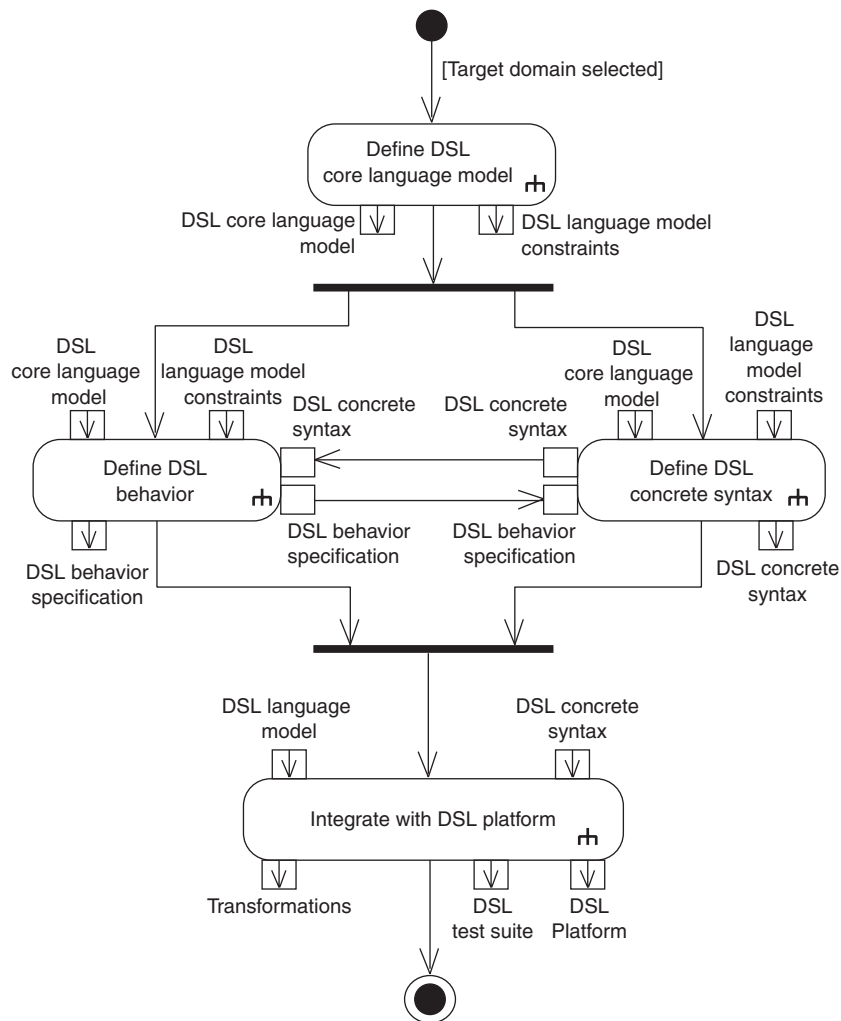 [Target domain selected]
Define DSL
core language model
DSL core language
model
DSL language model
constraints
DSL
core language
model
DSL
language model
constraints
DSL
core language
model
DSL
language
model
constraints
DSL concrete
syntax
DSL concrete
syntax
Define DSL
behavior
Define DSL
concrete syntax
DSL behavior
specification
DSL behavior
specification
DSL behavior
specification
DSL concrete
syntax
DSL language
model
DSL concrete
syntax
Integrate with DSL platform
Transformations
DSL
test suite
DSL
Platform